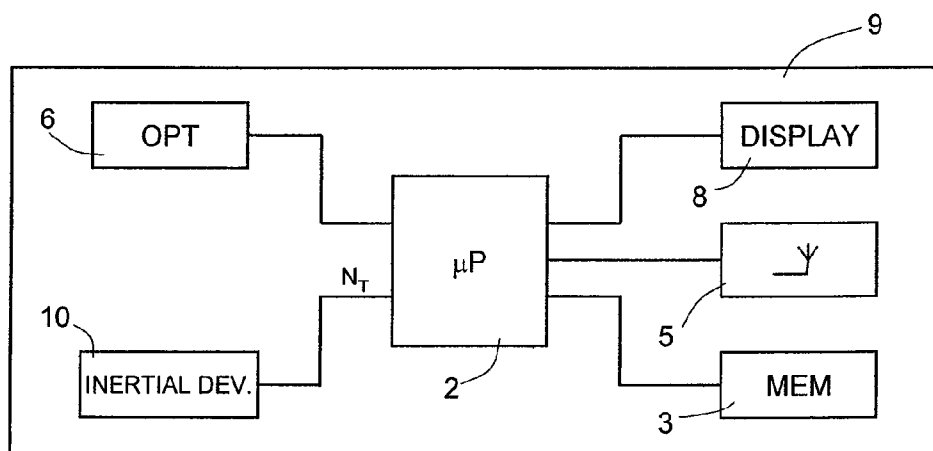 9
6
OPT
DISPLAY
8
μP
N_T
5
10
2
INERTIAL DEV.
MEM
3